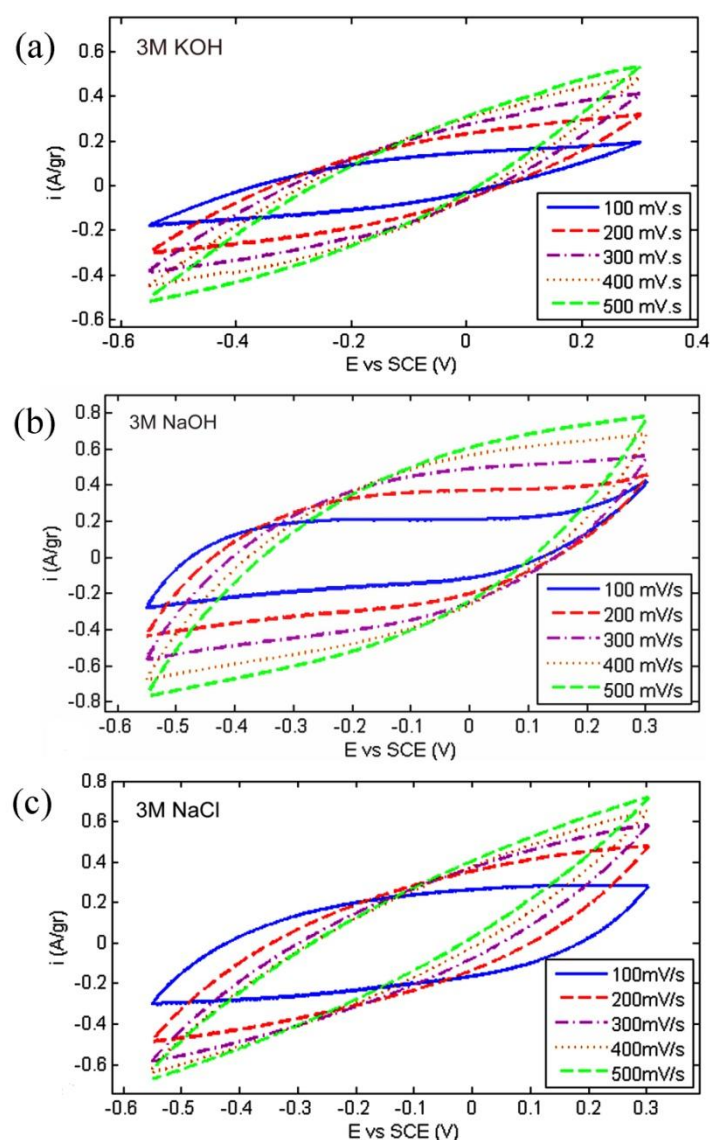 (a)
3M KOH
0.6
0.4
0.2
0
-0.2
-0.4
-0.6
i (A/gr)
100 mV.s
200 mV.s
300 mV.s
400 mV.s
500 mV.s
-0.6 -0.4 -0.2 0 0.2 0.4
E vs SCE (V)
(b)
3M NaOH
0.8
0.6
0.4
0.2
0
-0.2
-0.4
-0.6
-0.8
i (A/gr)
100 mV/s
200 mV/s
300 mV/s
400 mV/s
500 mV/s
-0.6 -0.5 -0.4 -0.3 -0.2 -0.1 0 0.1 0.2 0.3
E vs SCE (V)
(c)
3M NaCl
0.8
0.6
0.4
0.2
0
-0.2
-0.4
-0.6
i (A/gr)
100mV/s
200mV/s
300mV/s
400mV/s
500mV/s
-0.6 -0.5 -0.4 -0.3 -0.2 -0.1 0 0.1 0.2 0.3
E vs SCE (V)